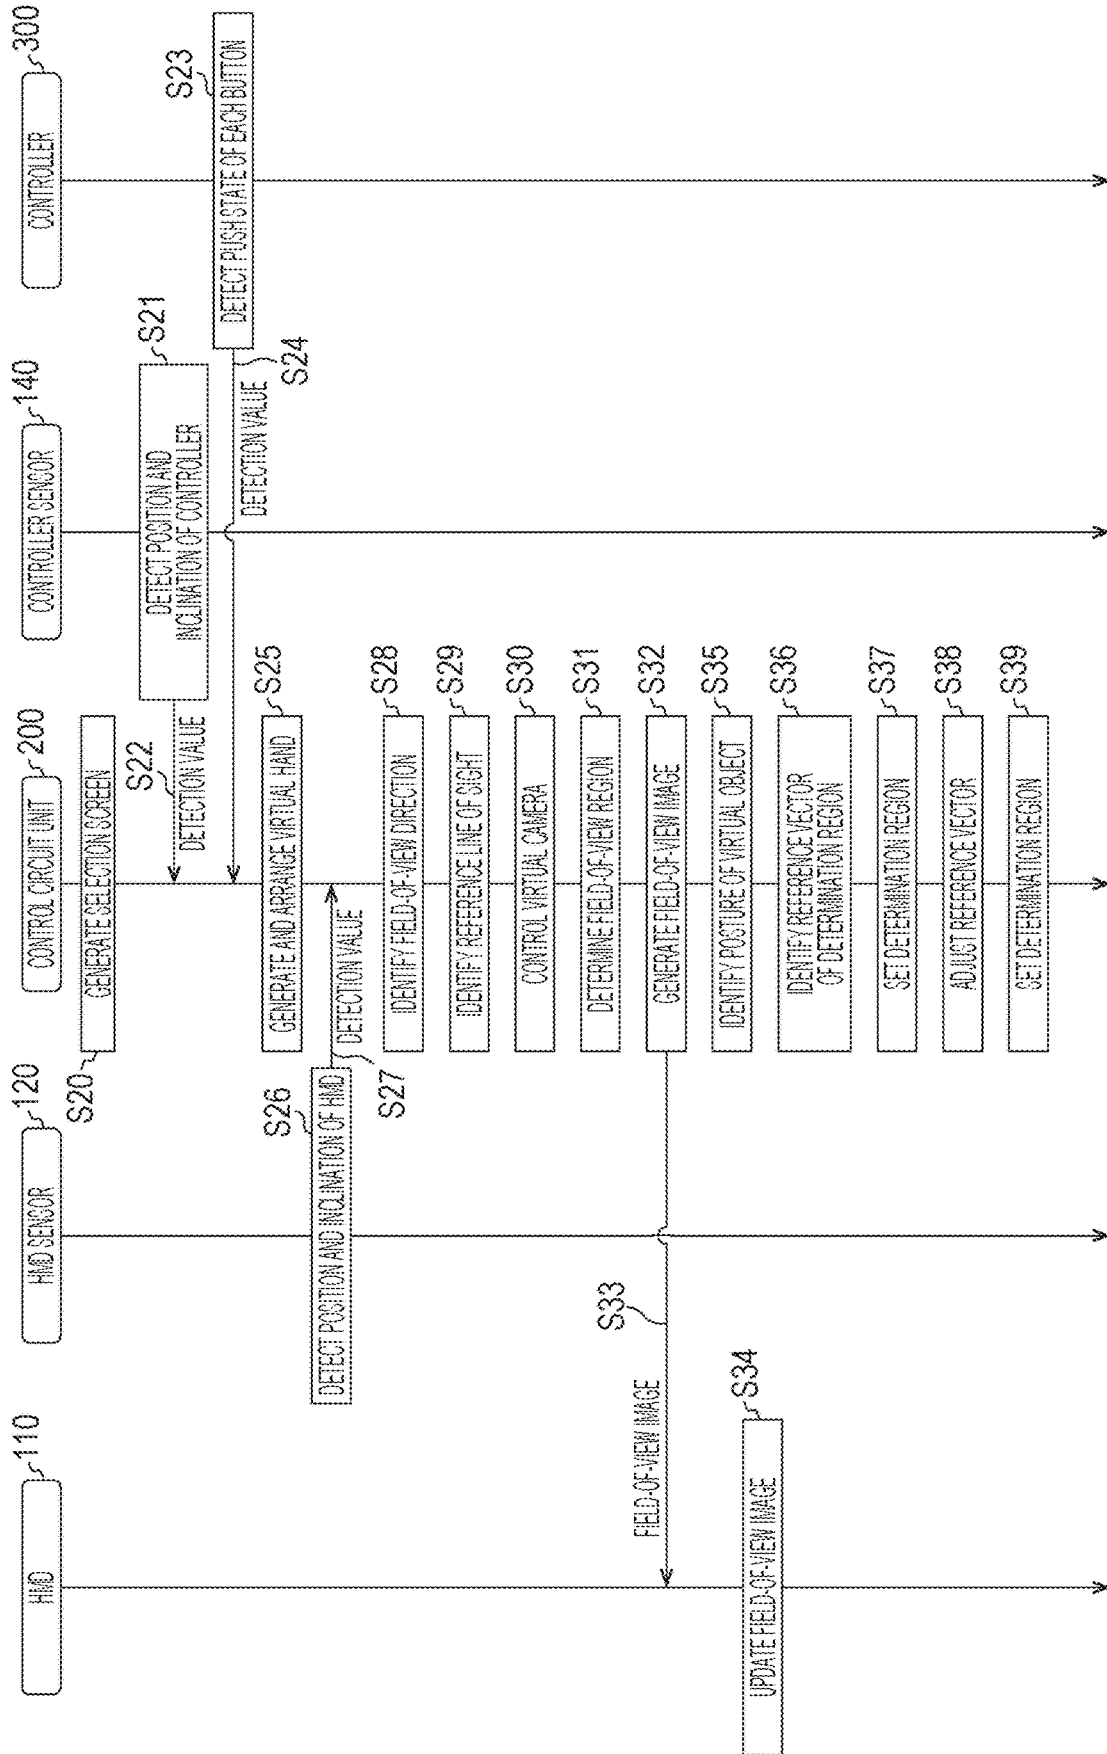 HMD
110
HMD SENSOR
120
CONTROL CIRCUIT UNIT
200
CONTROLLER SENSOR
140
CONTROLLER
300
S20
GENERATE SELECTION SCREEN
S21
DETECT POSITION AND
INCLINATION OF CONTROLLER
S22
DETECTION VALUE
S23
DETECT PUSH STATE OF EACH BUTTON
S24
DETECTION VALUE
S25
GENERATE AND ARRANGE VIRTUAL HAND
S26
DETECT POSITION AND INCLINATION OF HMD
S27
DETECTION VALUE
S28
IDENTIFY FIELD-OF-VIEW DIRECTION
S29
IDENTIFY REFERENCE LINE OF SIGHT
S30
CONTROL VIRTUAL CAMERA
S31
DETERMINE FIELD-OF-VIEW REGION
S32
GENERATE FIELD-OF-VIEW IMAGE
S33
FIELD-OF-VIEW IMAGE
S34
UPDATE FIELD-OF-VIEW IMAGE
S35
IDENTIFY POSTURE OF VIRTUAL OBJECT
S36
IDENTIFY REFERENCE VECTOR
OF DETERMINATION REGION
S37
SET DETERMINATION REGION
S38
ADJUST REFERENCE VECTOR
S39
SET DETERMINATION REGION